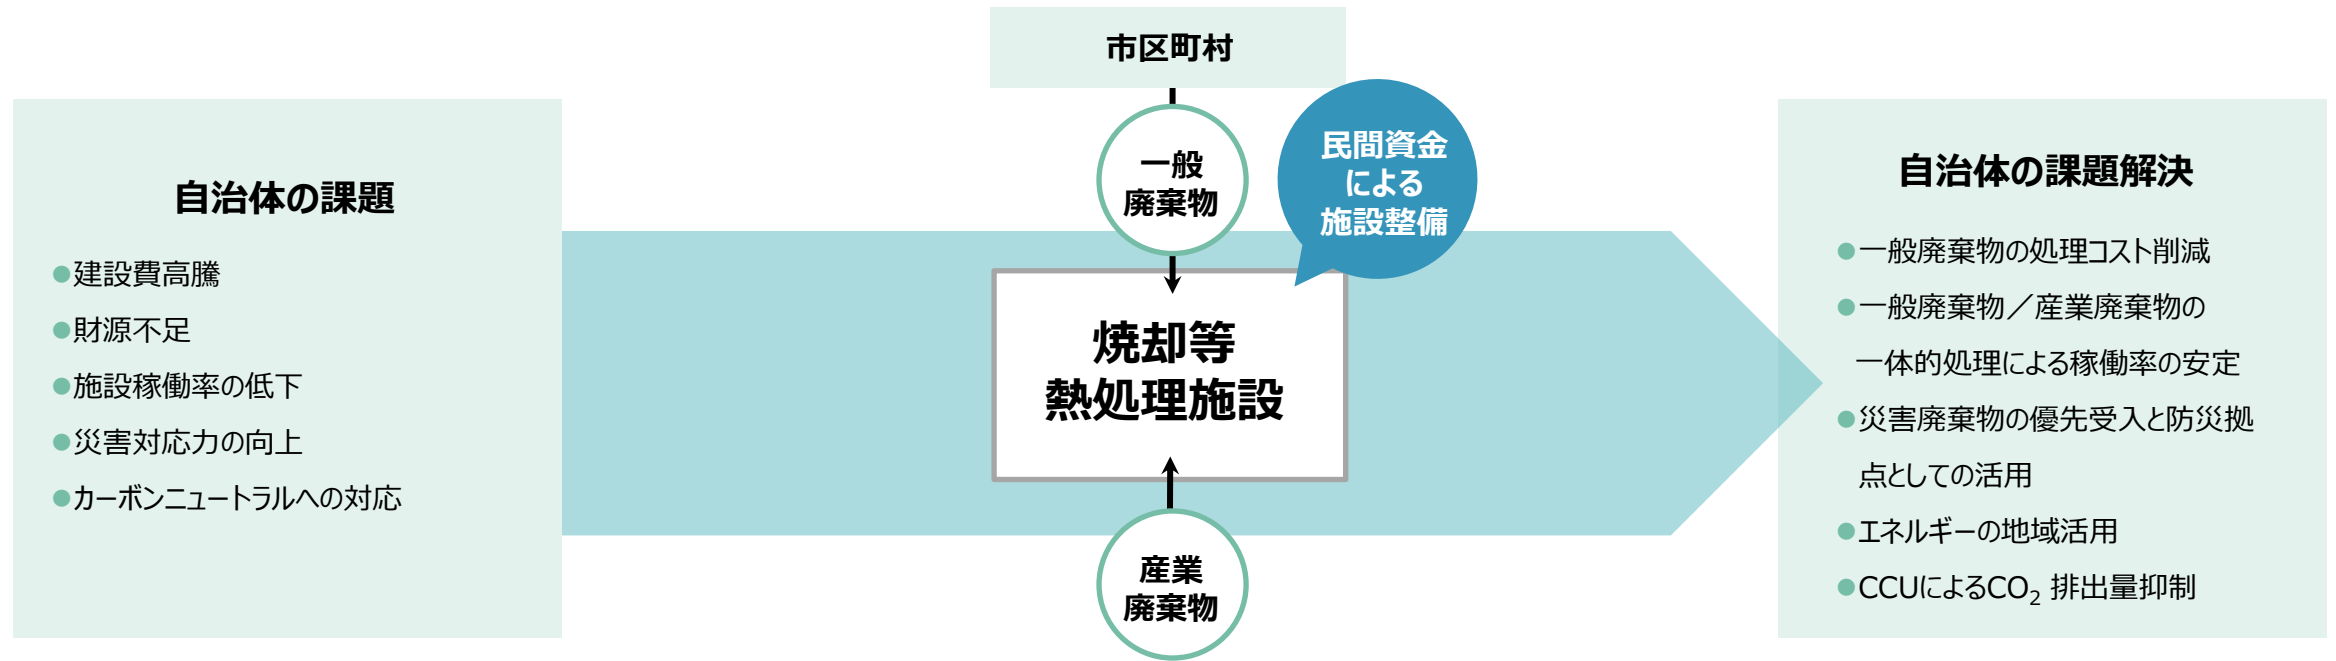 自治体の課題
●建設費高騰
●財源不足
●施設稼働率の低下
●災害対応力の向上
●カーボンニュートラルへの対応
市区町村
一般
廃棄物
民間資金
による
施設整備
焼却等
熱処理施設
産業
廃棄物
自治体の課題解決
●一般廃棄物の処理コスト削減
●一般廃棄物／産業廃棄物の
一体的処理による稼働率の安定
●災害廃棄物の優先受入と防災拠
点としての活用
●エネルギーの地域活用
●CCUによるCO₂ 排出量抑制